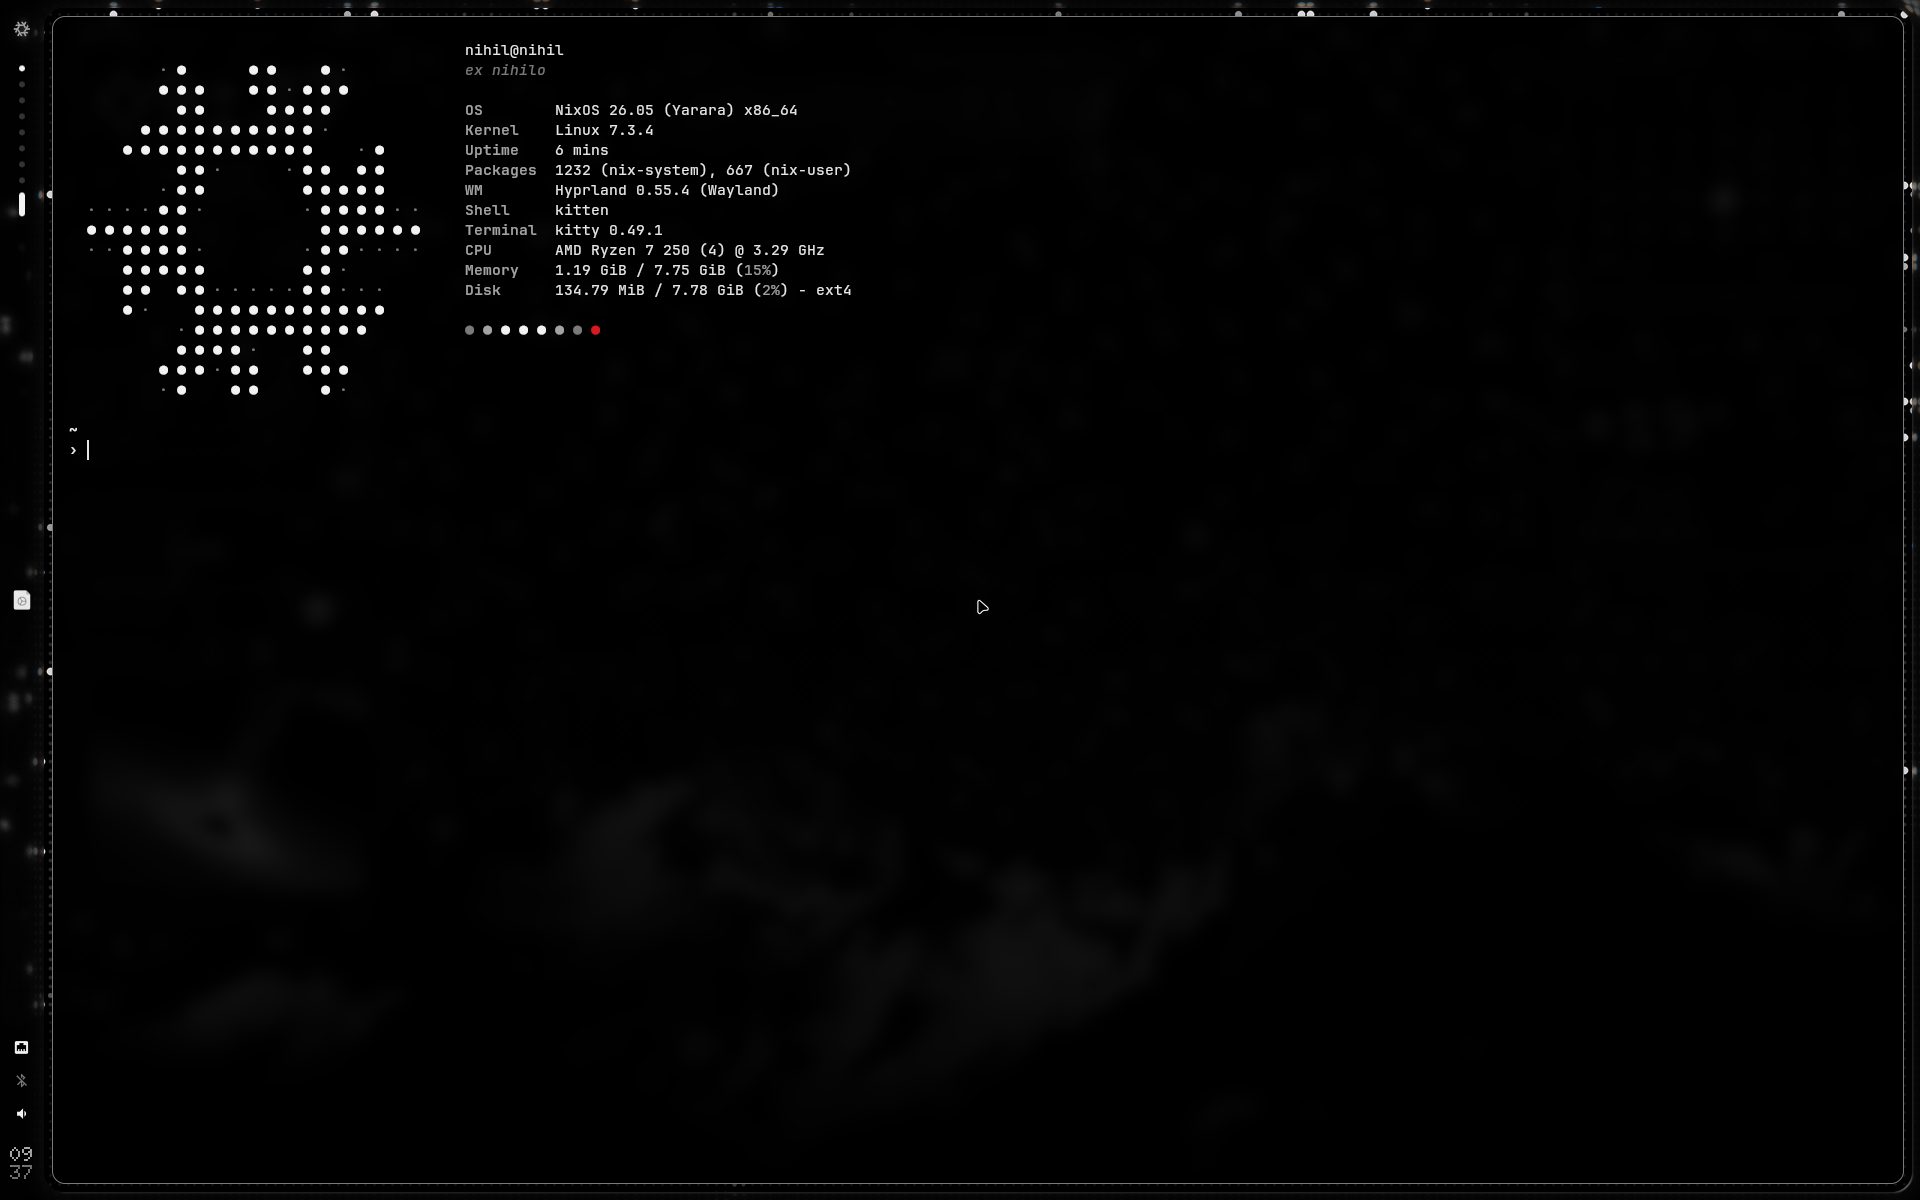 nihil@nihil
ex nihilo
OS NixOS 26.05 (Yarara) x86_64
Kernel Linux 7.3.4
Uptime 6 mins
Packages 1232 (nix-system), 667 (nix-user)
WM Hyprland 0.55.4 (Wayland)
Shell kitten
Terminal kitty 0.49.1
CPU AMD Ryzen 7 250 (4) @ 3.29 GHz
Memory 1.19 GiB / 7.75 GiB (15%)
Disk 134.79 MiB / 7.78 GiB (2%) - ext4
~
›
09
37